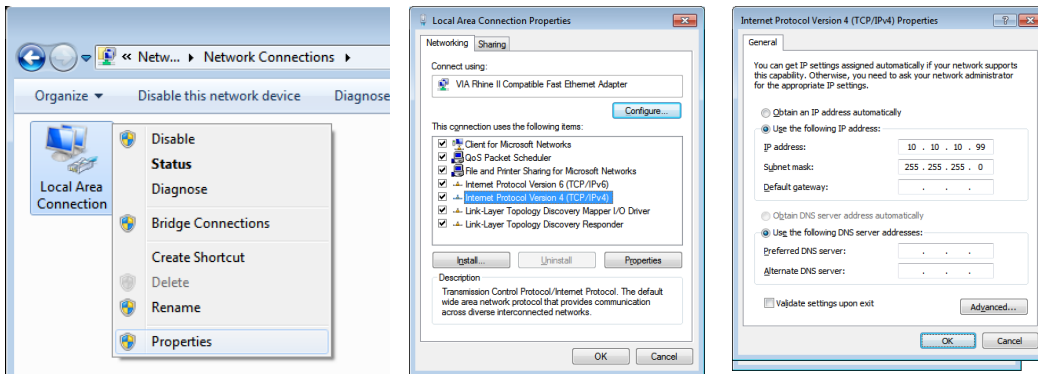 « Netw... ▸ Network Connections ▸
Organize ▾ Disable this network device Diagnose
Local Area
Connection
Disable
Status
Diagnose
Bridge Connections
Create Shortcut
Delete
Rename
Properties
Local Area Connection Properties
Networking Sharing
Connect using:
VIA Rhine II Compatible Fast Ethernet Adapter
Configure...
This connection uses the following items:
Client for Microsoft Networks
QoS Packet Scheduler
File and Printer Sharing for Microsoft Networks
Internet Protocol Version 6 (TCP/IPv6)
Internet Protocol Version 4 (TCP/IPv4)
Link-Layer Topology Discovery Mapper I/O Driver
Link-Layer Topology Discovery Responder
Install... Uninstall Properties
Description
Transmission Control Protocol/Internet Protocol. The default
wide area network protocol that provides communication
across diverse interconnected networks.
OK Cancel
Internet Protocol Version 4 (TCP/IPv4) Properties
General
You can get IP settings assigned automatically if your network supports
this capability. Otherwise, you need to ask your network administrator
for the appropriate IP settings.
Obtain an IP address automatically
Use the following IP address:
IP address: 10 . 10 . 10 . 99
Subnet mask: 255 . 255 . 255 . 0
Default gateway: . . .
Obtain DNS server address automatically
Use the following DNS server addresses:
Preferred DNS server: . . .
Alternate DNS server: . . .
Validate settings upon exit Advanced...
OK Cancel